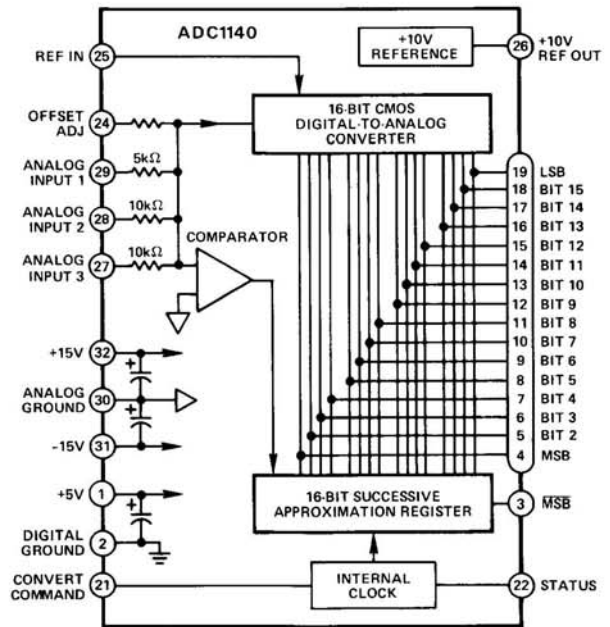 ADC1140
+10V
REFERENCE
26
+10V
REF OUT
REF IN
25
16-BIT CMOS
DIGITAL-TO-ANALOG
CONVERTER
OFFSET
ADJ
24
ANALOG
INPUT 1
29
5kΩ
ANALOG
INPUT 2
28
10kΩ
ANALOG
INPUT 3
27
10kΩ
COMPARATOR
19 LSB
18 BIT 15
17 BIT 14
16 BIT 13
15 BIT 12
14 BIT 11
13 BIT 10
12 BIT 9
11 BIT 8
10 BIT 7
9 BIT 6
8 BIT 5
7 BIT 4
6 BIT 3
5 BIT 2
4 MSB
+15V
32
+
ANALOG
GROUND
30
+
-15V
31
+5V
1
+
DIGITAL
GROUND
2
16-BIT SUCCESSIVE
APPROXIMATION REGISTER
3 M̅S̅B̅
CONVERT
COMMAND
21
INTERNAL
CLOCK
22 STATUS